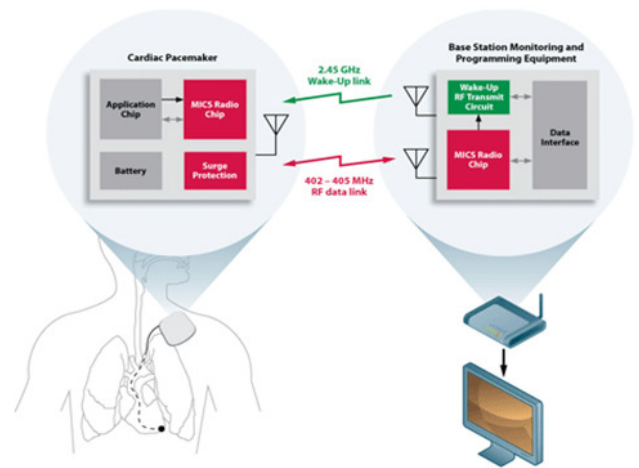 Cardiac Pacemaker
Application
Chip
MICS Radio
Chip
Battery
Surge
Protection
2.45 GHz
Wake-Up link
402 – 405 MHz
RF data link
Base Station Monitoring and
Programming Equipment
Wake-Up
RF Transmit
Circuit
MICS Radio
Chip
Data
Interface